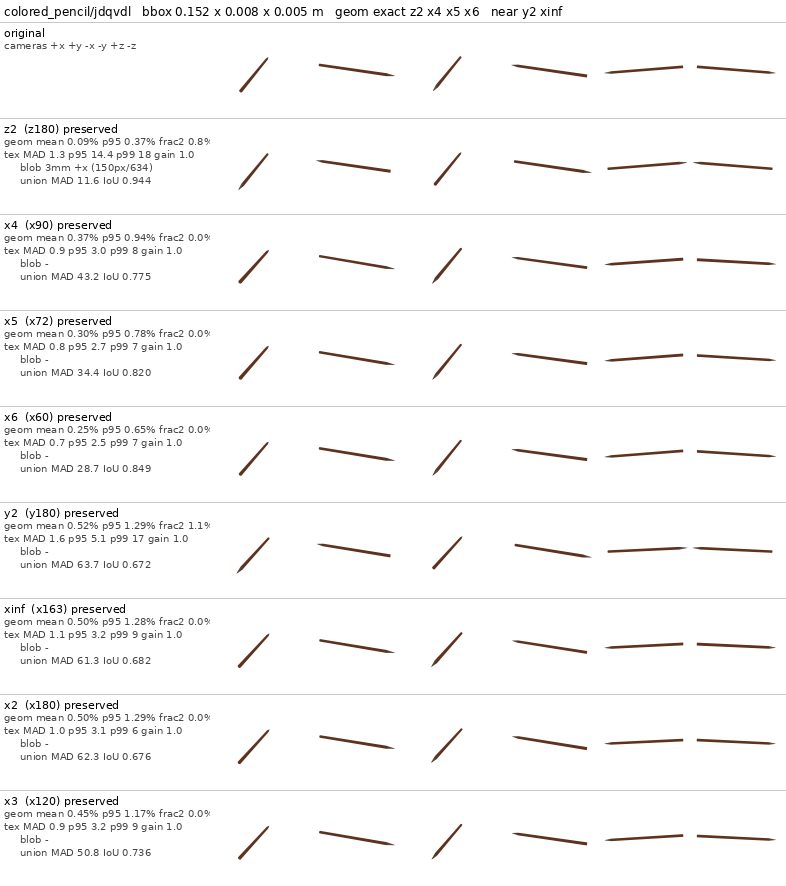 colored_pencil/jdqvdl   bbox 0.152 x 0.008 x 0.005 m   geom exact z2 x4 x5 x6   near y2 xinf
original
cameras +x +y -x -y +z -z
z2  (z180) preserved
geom mean 0.09% p95 0.37% frac2 0.8%
tex MAD 1.3 p95 14.4 p99 18 gain 1.0
blob 3mm +x (150px/634)
union MAD 11.6 IoU 0.944
x4  (x90) preserved
geom mean 0.37% p95 0.94% frac2 0.0%
tex MAD 0.9 p95 3.0 p99 8 gain 1.0
blob -
union MAD 43.2 IoU 0.775
x5  (x72) preserved
geom mean 0.30% p95 0.78% frac2 0.0%
tex MAD 0.8 p95 2.7 p99 7 gain 1.0
blob -
union MAD 34.4 IoU 0.820
x6  (x60) preserved
geom mean 0.25% p95 0.65% frac2 0.0%
tex MAD 0.7 p95 2.5 p99 7 gain 1.0
blob -
union MAD 28.7 IoU 0.849
y2  (y180) preserved
geom mean 0.52% p95 1.29% frac2 1.1%
tex MAD 1.6 p95 5.1 p99 17 gain 1.0
blob -
union MAD 63.7 IoU 0.672
xinf  (x163) preserved
geom mean 0.50% p95 1.28% frac2 0.0%
tex MAD 1.1 p95 3.2 p99 9 gain 1.0
blob -
union MAD 61.3 IoU 0.682
x2  (x180) preserved
geom mean 0.50% p95 1.29% frac2 0.0%
tex MAD 1.0 p95 3.1 p99 6 gain 1.0
blob -
union MAD 62.3 IoU 0.676
x3  (x120) preserved
geom mean 0.45% p95 1.17% frac2 0.0%
tex MAD 0.9 p95 3.2 p99 9 gain 1.0
blob -
union MAD 50.8 IoU 0.736